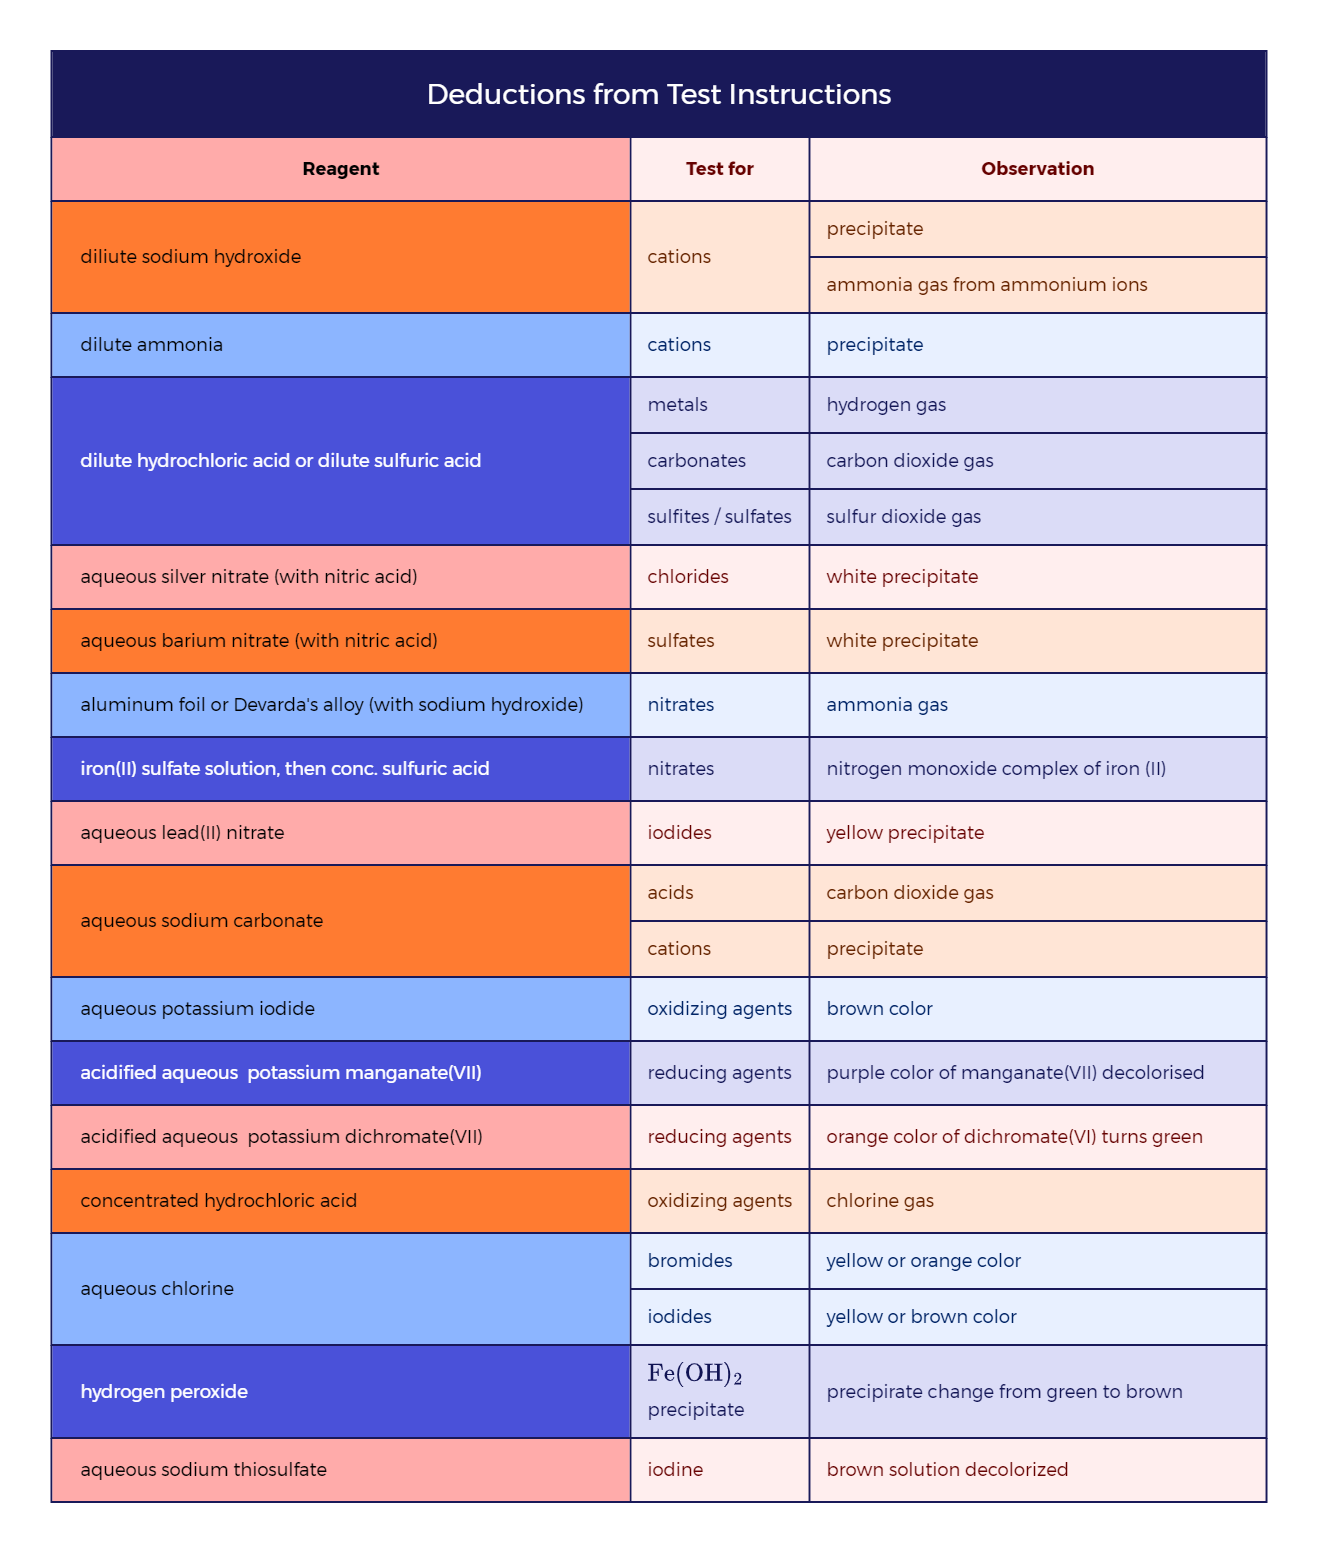 Deductions from Test Instructions
Reagent Test for Observation
diliute sodium hydroxide cations precipitate
ammonia gas from ammonium ions
dilute ammonia cations precipitate
dilute hydrochloric acid or dilute sulfuric acid metals hydrogen gas
carbonates carbon dioxide gas
sulfites / sulfates sulfur dioxide gas
aqueous silver nitrate (with nitric acid) chlorides white precipitate
aqueous barium nitrate (with nitric acid) sulfates white precipitate
aluminum foil or Devarda's alloy (with sodium hydroxide) nitrates ammonia gas
iron(II) sulfate solution, then conc. sulfuric acid nitrates nitrogen monoxide complex of iron (II)
aqueous lead(II) nitrate iodides yellow precipitate
aqueous sodium carbonate acids carbon dioxide gas
cations precipitate
aqueous potassium iodide oxidizing agents brown color
acidified aqueous potassium manganate(VII) reducing agents purple color of manganate(VII) decolorised
acidified aqueous potassium dichromate(VII) reducing agents orange color of dichromate(VI) turns green
concentrated hydrochloric acid oxidizing agents chlorine gas
aqueous chlorine bromides yellow or orange color
iodides yellow or brown color
hydrogen peroxide Fe(OH)₂ precipitate precipirate change from green to brown
aqueous sodium thiosulfate iodine brown solution decolorized